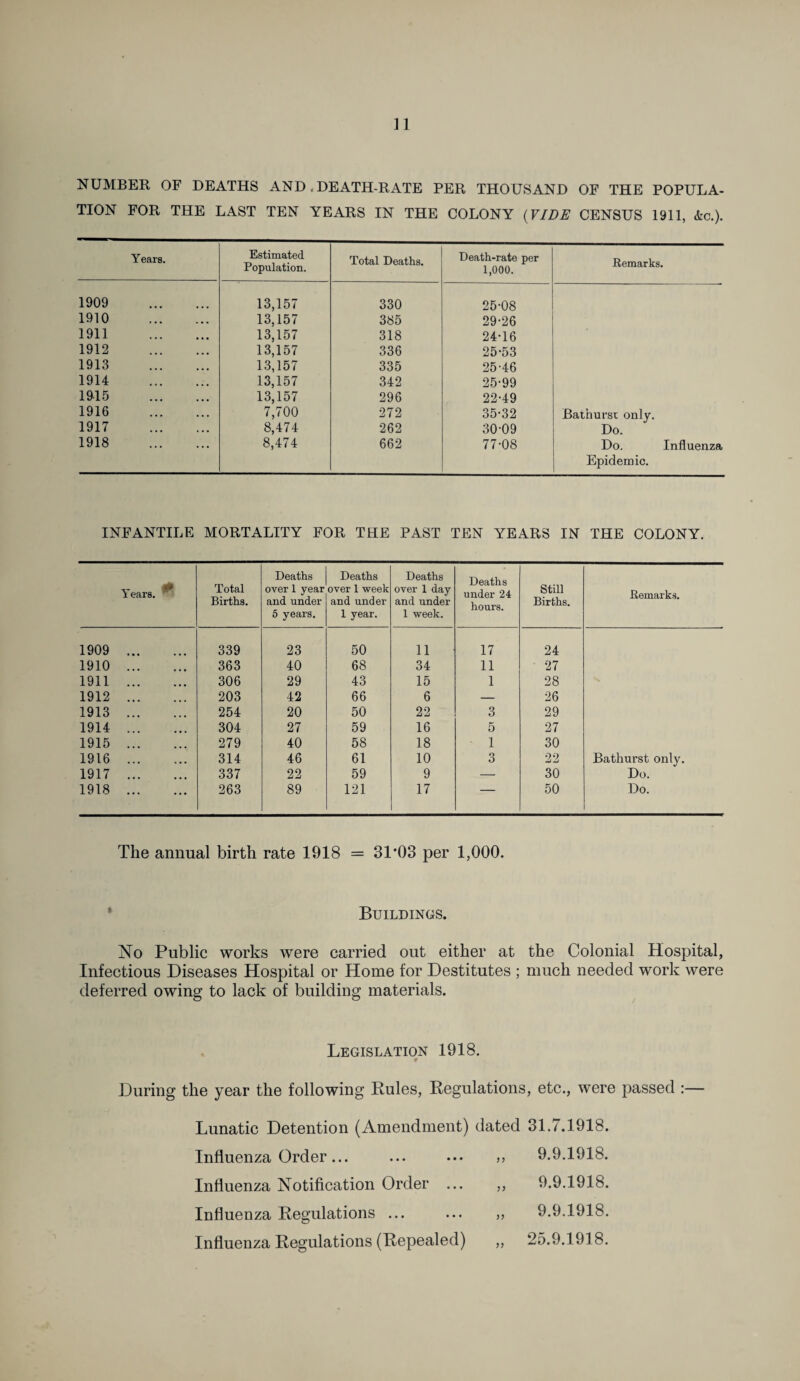 11
NUMBER OF DEATHS AND DEATH-RATE PER THOUSAND OF THE POPULA-
TION FOR THE LAST TEN YEARS IN THE COLONY (VIDE CENSUS 1911, &c.).
Years. Estimated Population. Total Deaths. Death-rate per 1,000. Remarks.
1909 ... ... 13,157 330 25·08
1910 ... ... 13,157 385 29·26
1911 ... ... 13,157 318 24·16
1912 ... ... 13,157 336 25·53
1913 ... ... 13,157 335 25·46
1914 ... ... 13,157 342 25·99
1915 ... ... 13,157 296 22·49
1916 ... ... 7,700 272 35·32 Bathurst only.
1917 ... ... 8,474 262 30·09 Do.
1918 ... ... 8,474 662 77·08 Do. Influenza
Epidemic.
INFANTILE MORTALITY FOR THE PAST TEN YEARS IN THE COLONY.
Years. Total Births. Deaths over 1 year and under 5 years. Deaths over 1 week and under 1 year. Deaths over 1 day and under 1 week. Deaths under 24 hours. Still Births. Remarks.
1909 ... ... 339 23 50 11 17 24
1910 ... ... 363 40 68 34 11 27
1911 ... ... 306 29 43 15 1 28
1912 ... ... 203 42 66 6 — 26
1913 ... ... 254 20 50 22 3 29
1914 ... ... 304 27 59 16 5 27
1915 ... ... 279 40 58 18 1 30
1916 ... ... 314 46 61 10 3 22 Bathurst only.
1917 ... ... 337 22 59 9 — 30 Do.
1918 ... ... 263 89 121 17 — 50 Do.
The annual birth rate 1918 = 31·03 per 1,000.
BUILDINGS.
No Public works were carried out either at the Colonial Hospital,
Infectious Diseases Hospital or Home for Destitutes ; much needed work were
deferred owing to lack of building materials.
LEGISLATION 1918.
During the year the following Rules, Regulations, etc., were passed :—
Lunatic Detention (Amendment) dated 31.7.1918.
Influenza Order ... ... ... ,, 9.9.1918.
Influenza Notification Order ... ,, 9.9.1918.
Influenza Regulations ... ... ,, 9.9.1918.
Influenza Regulations (Repealed) ,, 25.9.1918.